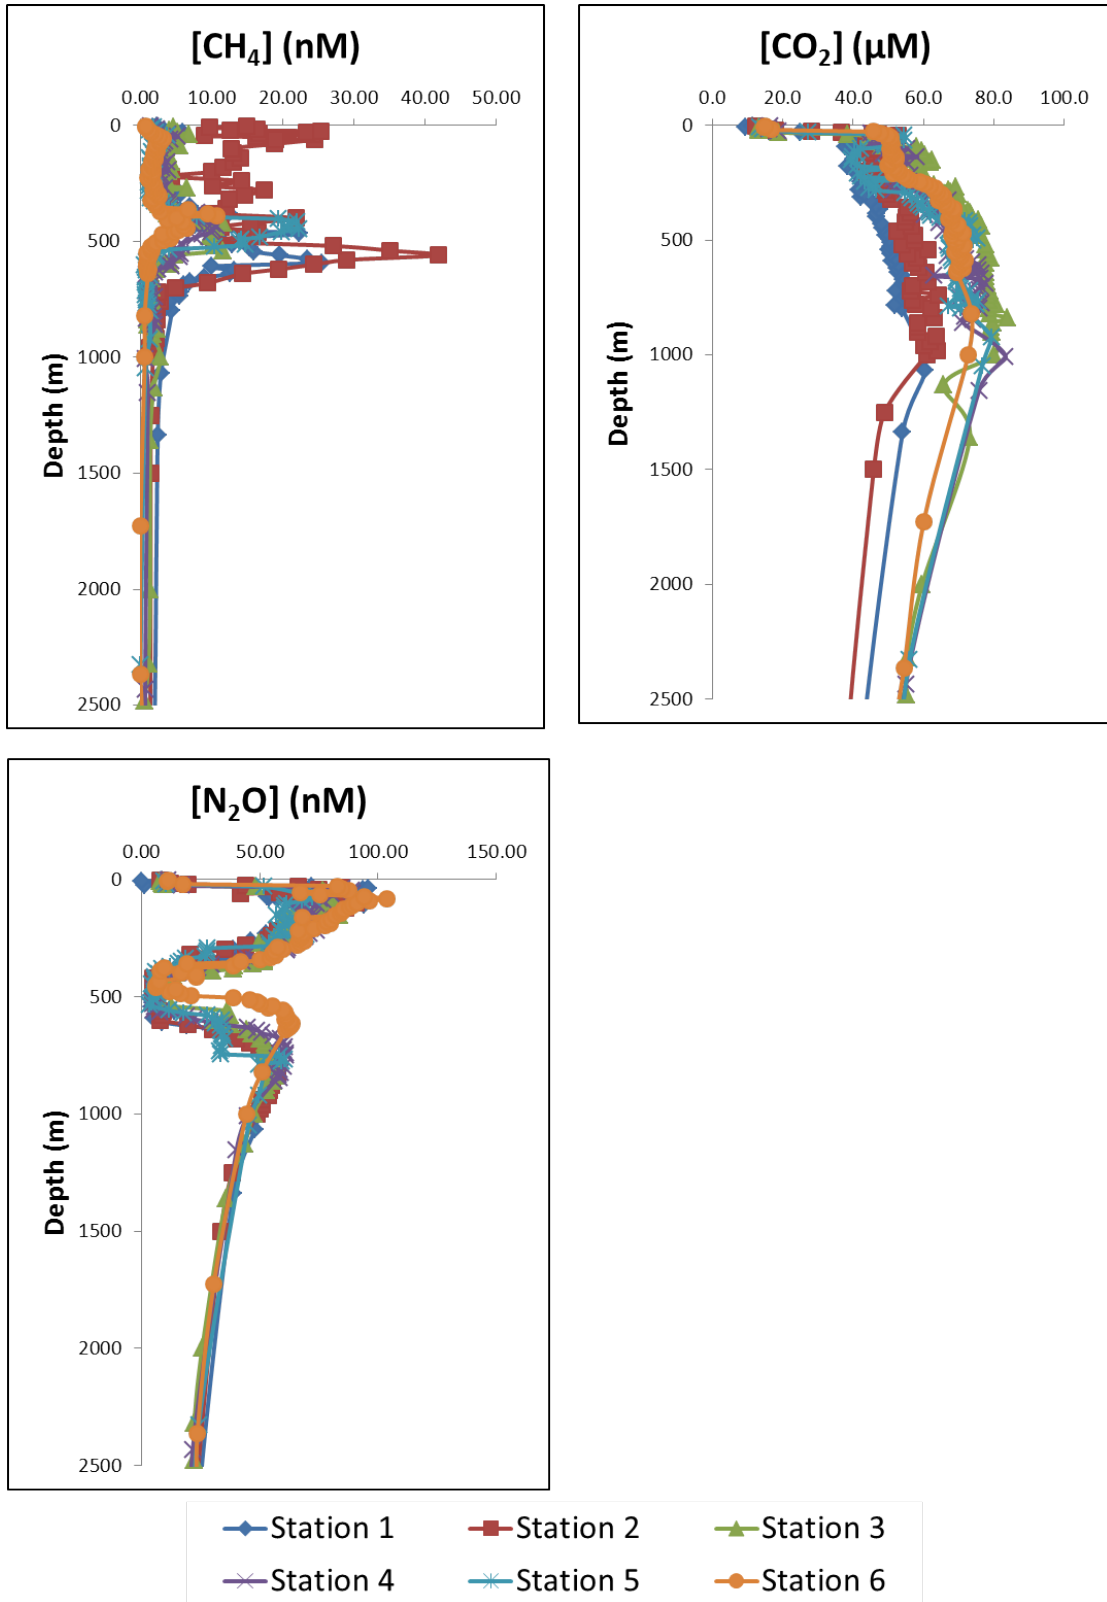 [CH₄] (nM)
0.00 10.00 20.00 30.00 40.00 50.00
0
500
1000
1500
2000
2500
Depth (m)
[CO₂] (µM)
0.0 20.0 40.0 60.0 80.0 100.0
0
500
1000
1500
2000
2500
Depth (m)
[N₂O] (nM)
0.00 50.00 100.00 150.00
0
500
1000
1500
2000
2500
Depth (m)
Station 1 Station 2 Station 3
Station 4 Station 5 Station 6